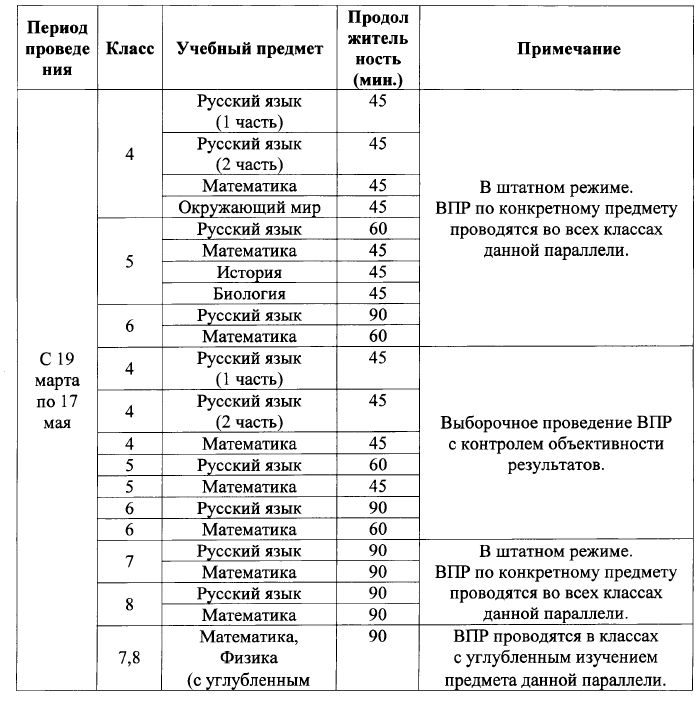 Период
проведе
ния
Класс
Учебный предмет
Продол
житель
ность
(мин.)
Примечание
С 19
марта
по 17
мая
4
Русский язык
(1 часть)
45
Русский язык
(2 часть)
45
Математика
45
Окружающий мир
45
5
Русский язык
60
Математика
45
История
45
Биология
45
6
Русский язык
90
Математика
60
В штатном режиме.
ВПР по конкретному предмету
проводятся во всех классах
данной параллели.
4
Русский язык
(1 часть)
45
4
Русский язык
(2 часть)
45
4
Математика
45
5
Русский язык
60
5
Математика
45
6
Русский язык
90
6
Математика
60
Выборочное проведение ВПР
с контролем объективности
результатов.
7
Русский язык
90
Математика
90
8
Русский язык
90
Математика
90
В штатном режиме.
ВПР по конкретному предмету
проводятся во всех классах
данной параллели.
7,8
Математика,
Физика
(с углубленным
90
ВПР проводятся в классах
с углубленным изучением
предмета данной параллели.